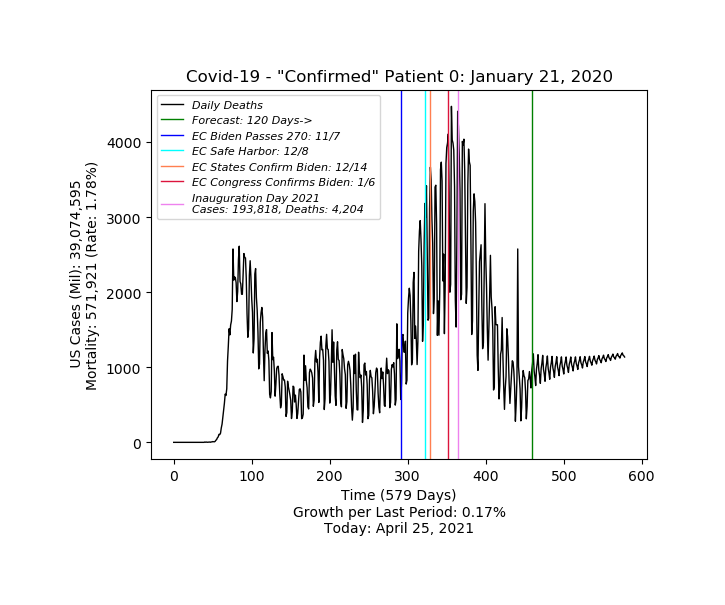 Covid-19 - "Confirmed" Patient 0: January 21, 2020
Daily Deaths
Forecast: 120 Days->
EC Biden Passes 270: 11/7
EC Safe Harbor: 12/8
EC States Confirm Biden: 12/14
EC Congress Confirms Biden: 1/6
Inauguration Day 2021
Cases: 193,818, Deaths: 4,204
4000
3000
2000
1000
0
US Cases (Mil): 39,074,595
Mortality: 571,921 (Rate: 1.78%)
0 100 200 300 400 500 600
Time (579 Days)
Growth per Last Period: 0.17%
Today: April 25, 2021